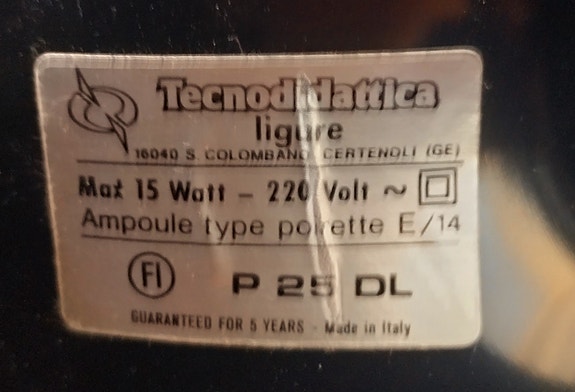 Tecnodidattica
ligure
16040 S. COLOMBANO CERTENOLI (GE)
Max 15 Watt - 220 Volt ~
Ampoule type poirette E/14
FI P 25 DL
GUARANTEED FOR 5 YEARS - Made in Italy